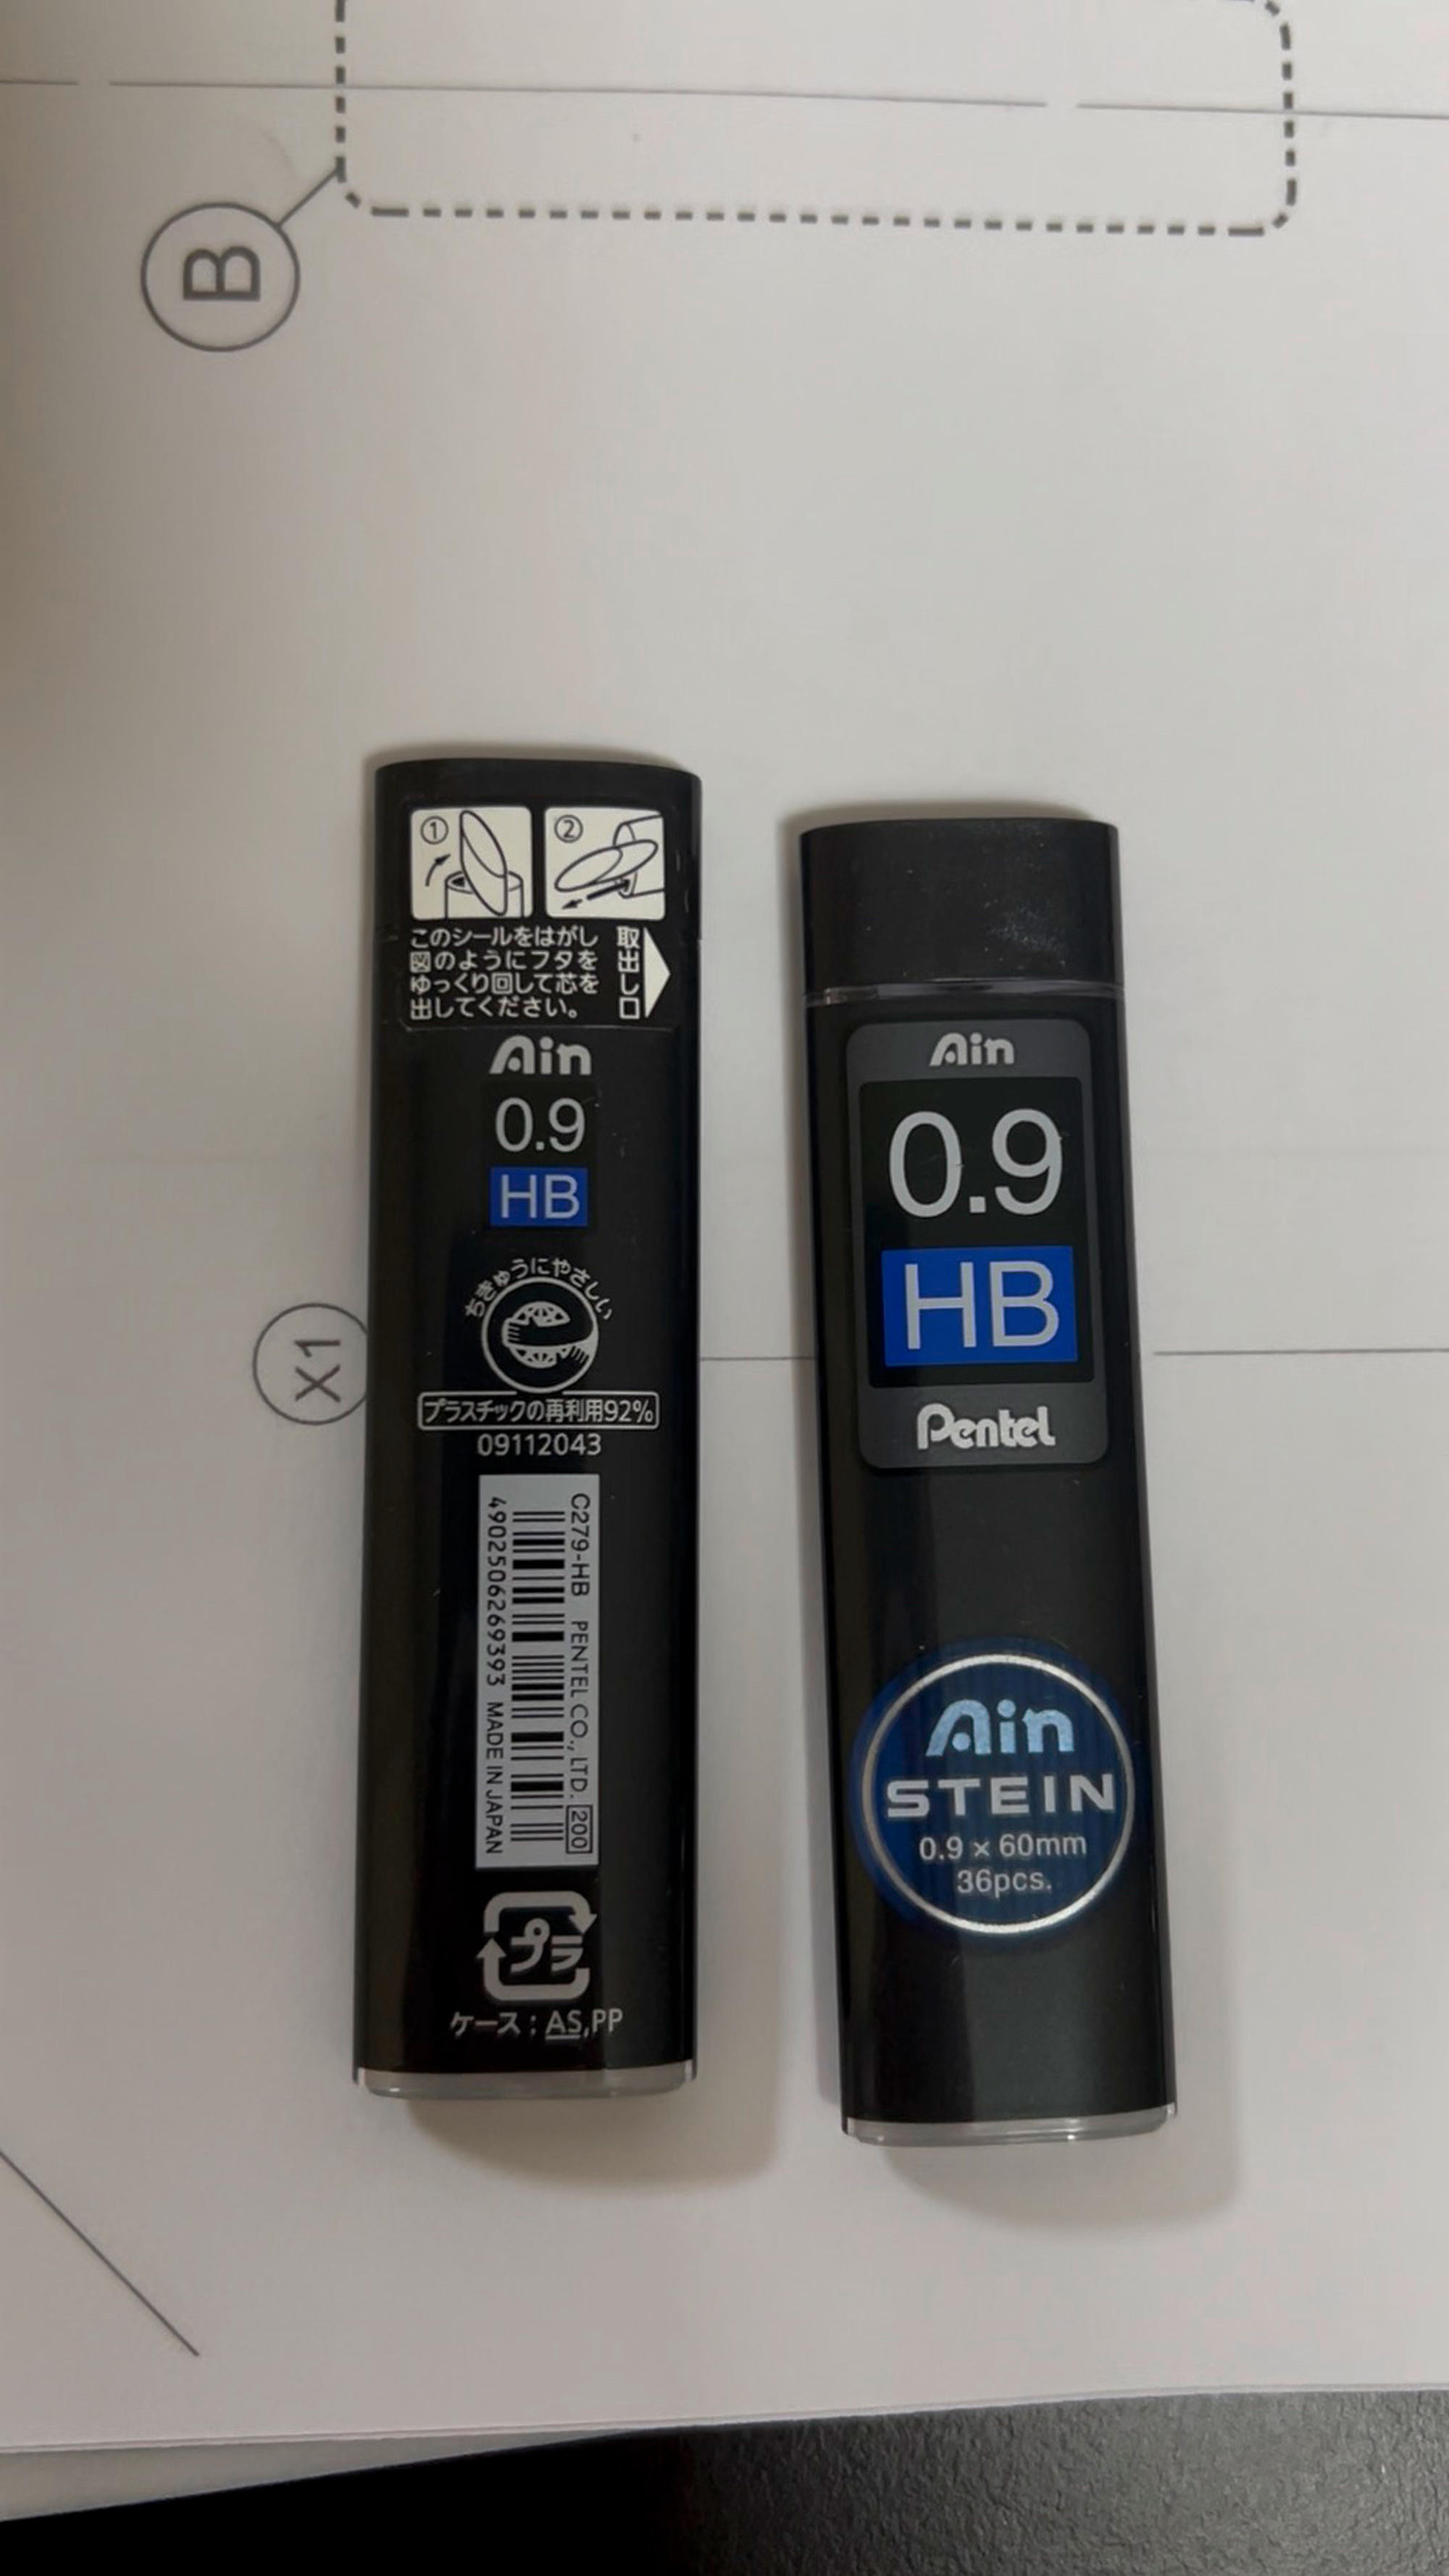 B
X1
① ②
このシールをはがし
図のようにフタを
ゆっくり回して芯を
出してください。
取出し口
Ain
0.9
HB
ちきゅうにやさしい
プラスチックの再利用92%
09112043
C279-HB PENTEL CO., LTD. 200
4902506269393 MADE IN JAPAN
プラ
ケース ; AS,PP
Ain
0.9
HB
Pentel
Ain
STEIN
0.9 × 60mm
36pcs.